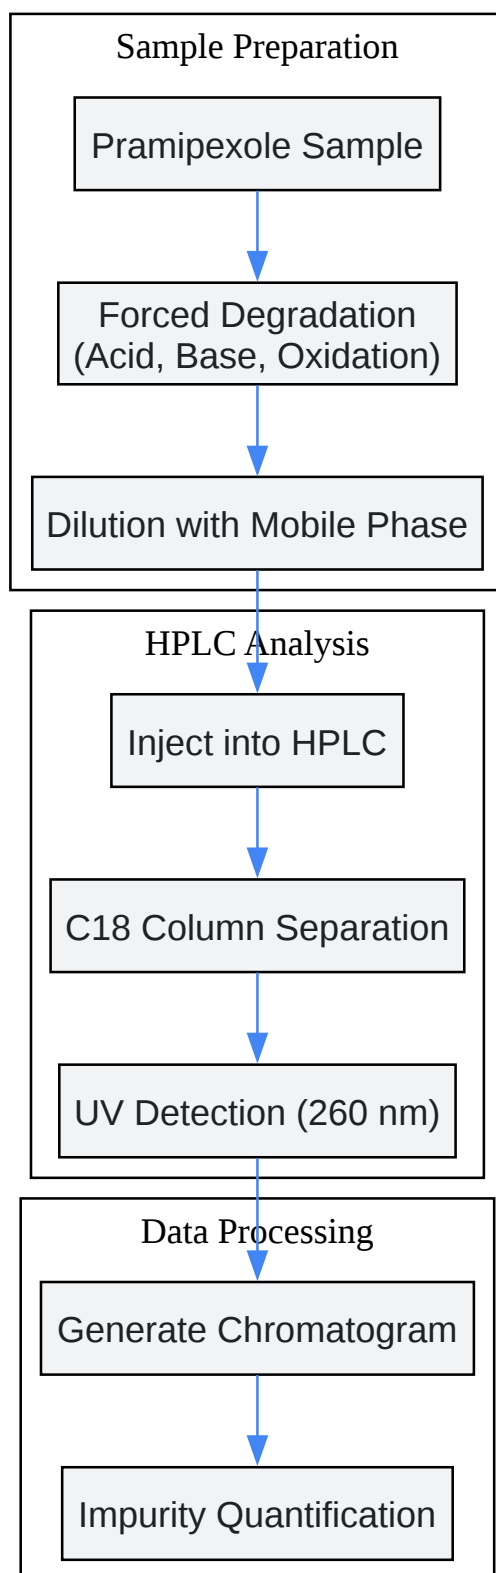 Sample Preparation
Pramipexole Sample
Forced Degradation
(Acid, Base, Oxidation)
Dilution with Mobile Phase
HPLC Analysis
Inject into HPLC
C18 Column Separation
UV Detection (260 nm)
Data Processing
Generate Chromatogram
Impurity Quantification